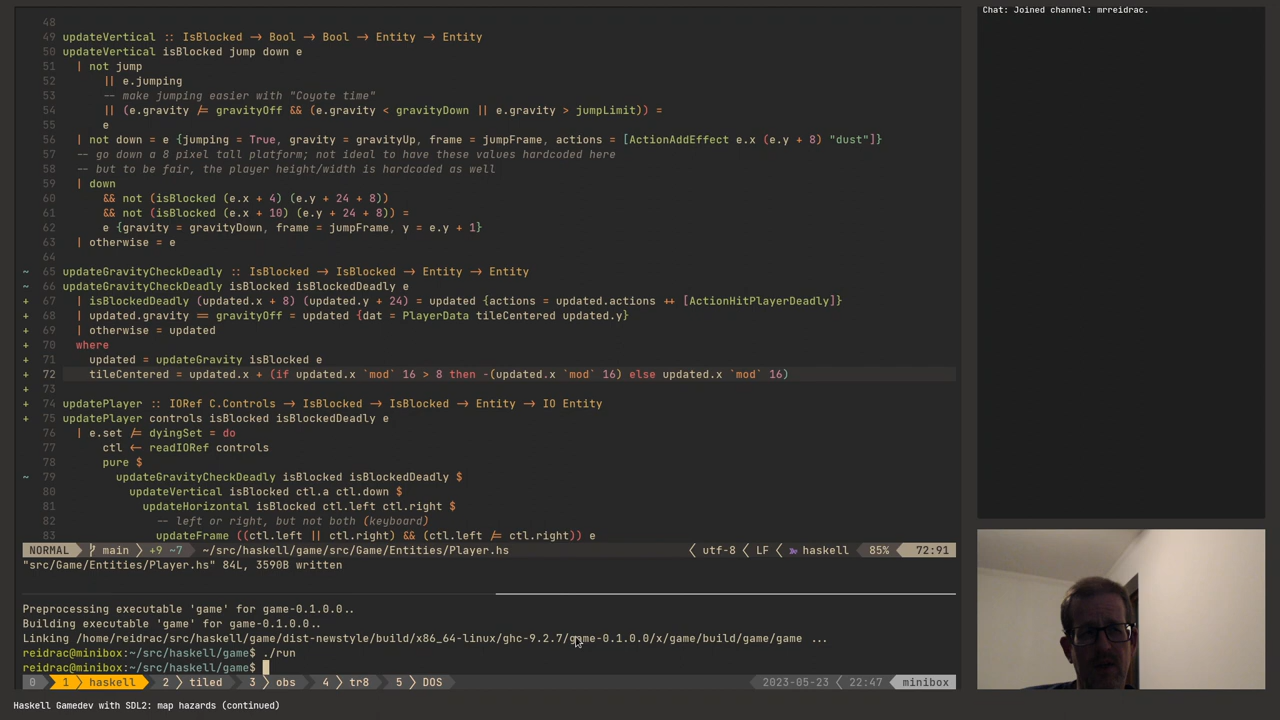 Chat: Joined channel: mrreidrac.
48
49 updateVertical :: IsBlocked → Bool → Bool → Entity → Entity
50 updateVertical isBlocked jump down e
51 | not jump
52 || e.jumping
53 -- make jumping easier with "Coyote time"
54 || (e.gravity /= gravityOff && (e.gravity < gravityDown || e.gravity > jumpLimit)) =
55 e
56 | not down = e {jumping = True, gravity = gravityUp, frame = jumpFrame, actions = [ActionAddEffect e.x (e.y + 8) "dust"]}
57 -- go down a 8 pixel tall platform; not ideal to have these values hardcoded here
58 -- but to be fair, the player height/width is hardcoded as well
59 | down
60 && not (isBlocked (e.x + 4) (e.y + 24 + 8))
61 && not (isBlocked (e.x + 10) (e.y + 24 + 8)) =
62 e {gravity = gravityDown, frame = jumpFrame, y = e.y + 1}
63 | otherwise = e
64
~ 65 updateGravityCheckDeadly :: IsBlocked → IsBlocked → Entity → Entity
~ 66 updateGravityCheckDeadly isBlocked isBlockedDeadly e
+ 67 | isBlockedDeadly (updated.x + 8) (updated.y + 24) = updated {actions = updated.actions ++ [ActionHitPlayerDeadly]}
+ 68 | updated.gravity == gravityOff = updated {dat = PlayerData tileCentered updated.y}
+ 69 | otherwise = updated
+ 70 where
+ 71 updated = updateGravity isBlocked e
+ 72 tileCentered = updated.x + (if updated.x `mod` 16 > 8 then -(updated.x `mod` 16) else updated.x `mod` 16)
+ 73
+ 74 updatePlayer :: IORef C.Controls → IsBlocked → IsBlocked → Entity → IO Entity
+ 75 updatePlayer controls isBlocked isBlockedDeadly e
76 | e.set /= dyingSet = do
77 ctl ← readIORef controls
78 pure $
~ 79 updateGravityCheckDeadly isBlocked isBlockedDeadly $
80 updateVertical isBlocked ctl.a ctl.down $
81 updateHorizontal isBlocked ctl.left ctl.right $
82 -- left or right, but not both (keyboard)
83 updateFrame ((ctl.left || ctl.right) && (ctl.left /= ctl.right)) e
NORMAL main +9 ~7 ~/src/haskell/game/src/Game/Entities/Player.hs utf-8 LF haskell 85% 72:91
"src/Game/Entities/Player.hs" 84L, 3590B written
Preprocessing executable 'game' for game-0.1.0.0..
Building executable 'game' for game-0.1.0.0..
Linking /home/reidrac/src/haskell/game/dist-newstyle/build/x86_64-linux/ghc-9.2.7/game-0.1.0.0/x/game/build/game/game ...
reidrac@minibox:~/src/haskell/game$ ./run
reidrac@minibox:~/src/haskell/game$
0 1 haskell 2 tiled 3 obs 4 tr8 5 DOS 2023-05-23 22:47 minibox
Haskell Gamedev with SDL2: map hazards (continued)